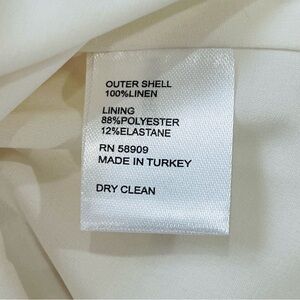 OUTER SHELL
100%LINEN
LINING
88%POLYESTER
12%ELASTANE
RN 58909
MADE IN TURKEY
DRY CLEAN